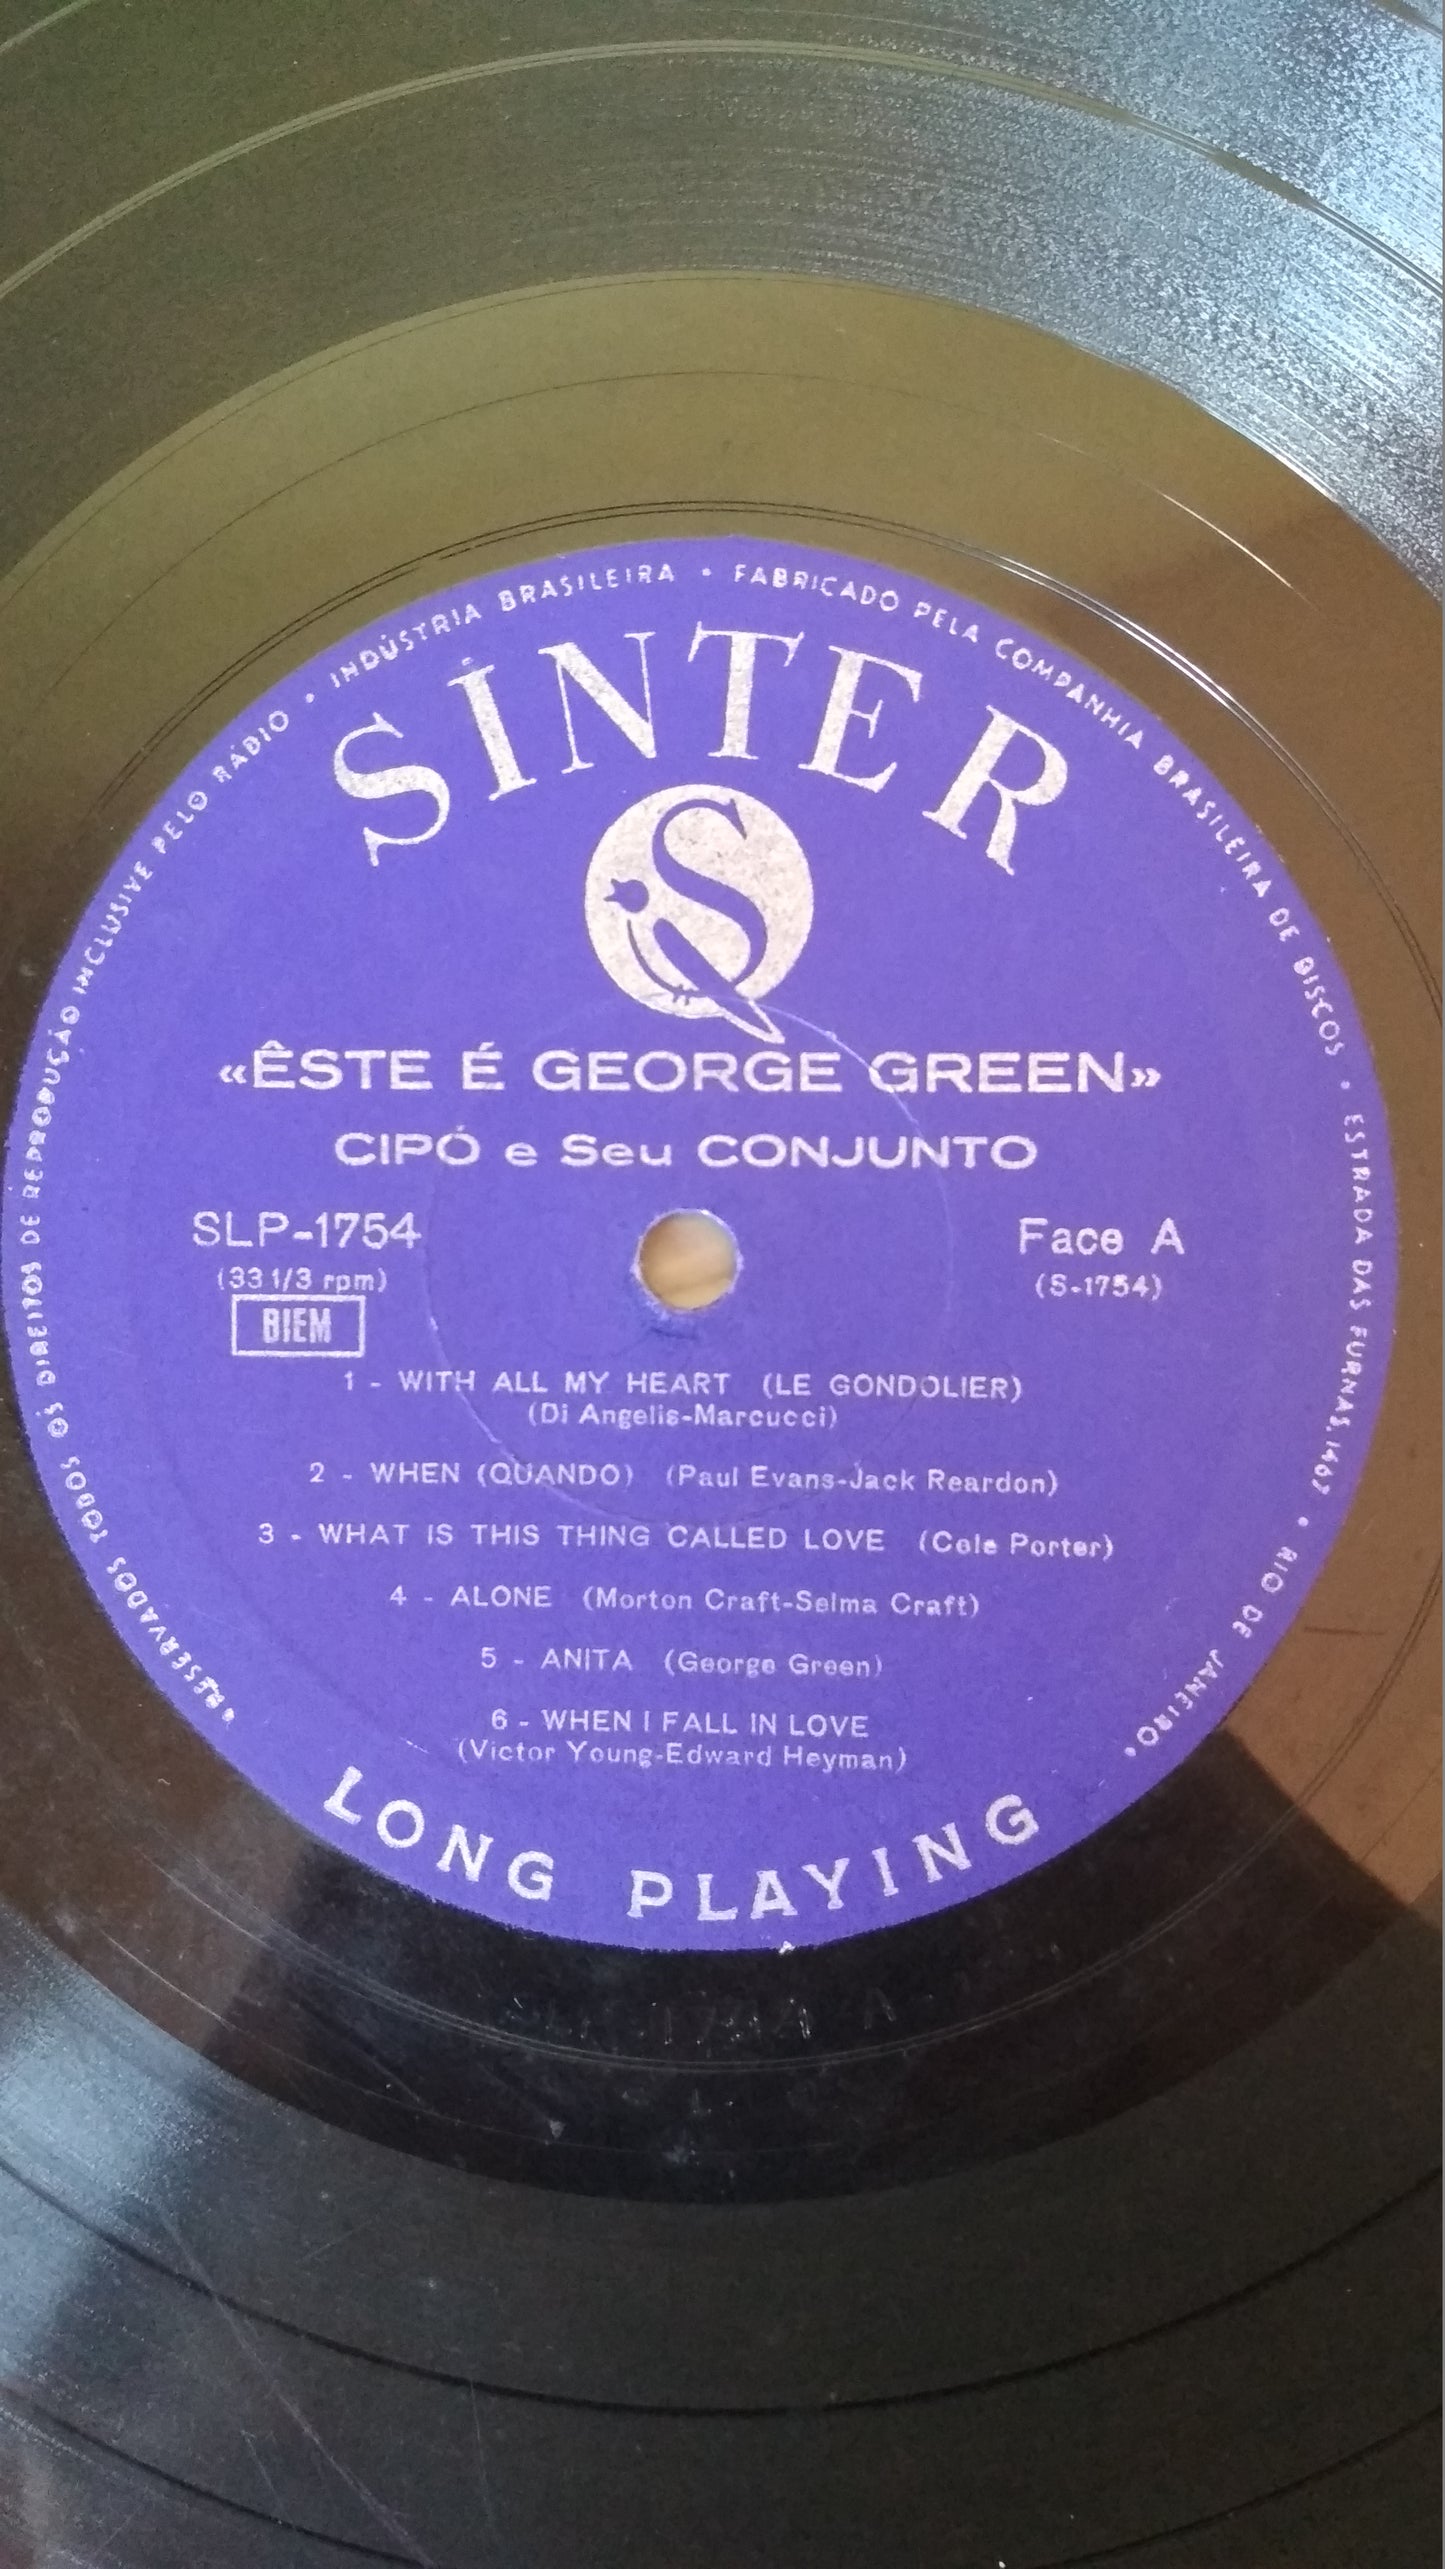 TODOS OS DIREITOS DE REPRODUÇÃO INCLUSIVE PELO RÁDIO • INDÚSTRIA BRASILEIRA • FABRICADO PELA COMPANHIA BRASILEIRA DE DISCOS • ESTRADA DAS FURNAS, 1467 • RIO DE JANEIRO •
RESERVADOS
SINTER
S
«ÊSTE É GEORGE GREEN»
CIPÓ e Seu CONJUNTO
SLP-1754 Face A
(33 1/3 rpm) (S-1754)
BIEM
1 - WITH ALL MY HEART (LE GONDOLIER)
(Di Angelis-Marcucci)
2 - WHEN (QUANDO) (Paul Evans-Jack Reardon)
3 - WHAT IS THIS THING CALLED LOVE (Cole Porter)
4 - ALONE (Morton Craft-Selma Craft)
5 - ANITA (George Green)
6 - WHEN I FALL IN LOVE
(Victor Young-Edward Heyman)
LONG PLAYING